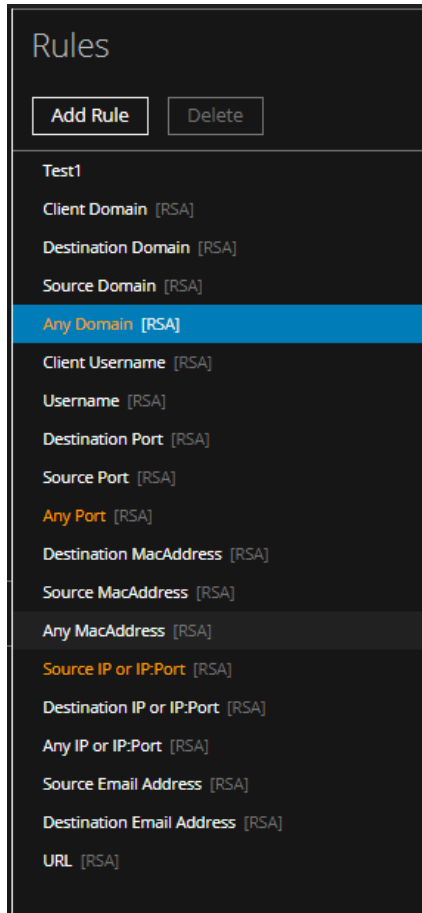 Rules
Add Rule Delete
Test1
Client Domain [RSA]
Destination Domain [RSA]
Source Domain [RSA]
Any Domain [RSA]
Client Username [RSA]
Username [RSA]
Destination Port [RSA]
Source Port [RSA]
Any Port [RSA]
Destination MacAddress [RSA]
Source MacAddress [RSA]
Any MacAddress [RSA]
Source IP or IP:Port [RSA]
Destination IP or IP:Port [RSA]
Any IP or IP:Port [RSA]
Source Email Address [RSA]
Destination Email Address [RSA]
URL [RSA]